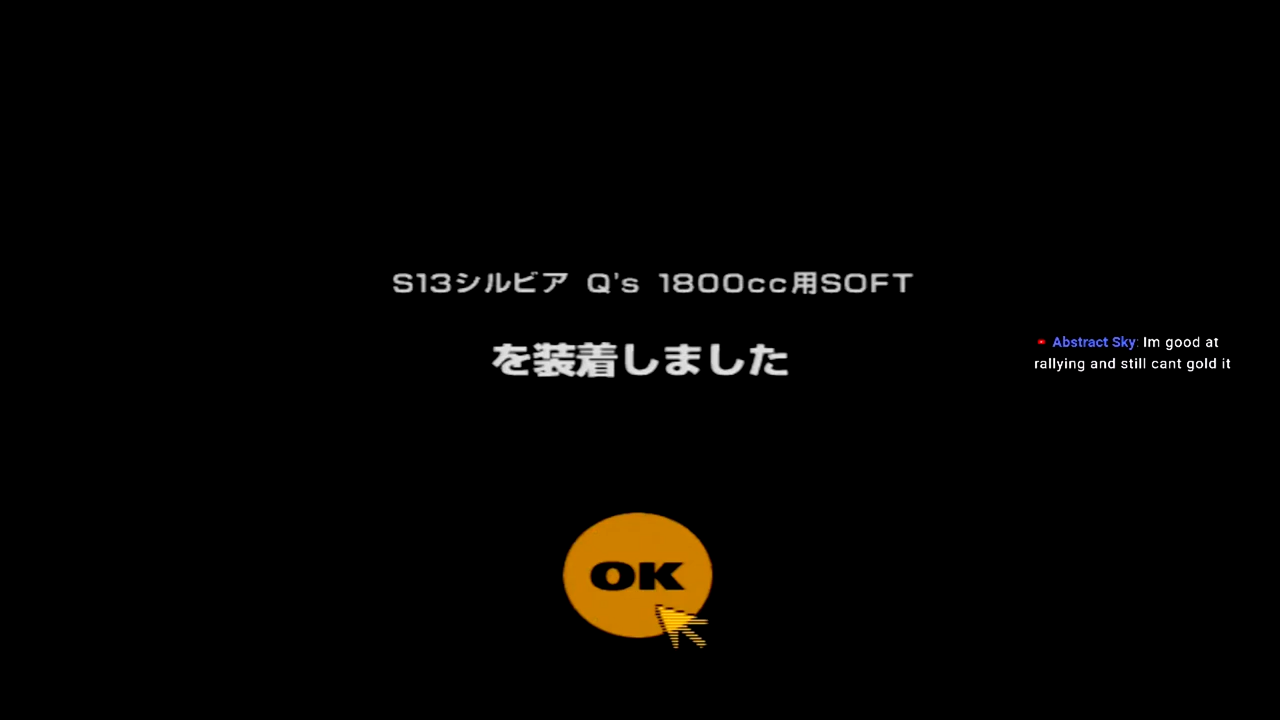 S13シルビア Q's 1800cc用SOFT
を装着しました
Abstract Sky: Im good at
rallying and still cant gold it
OK